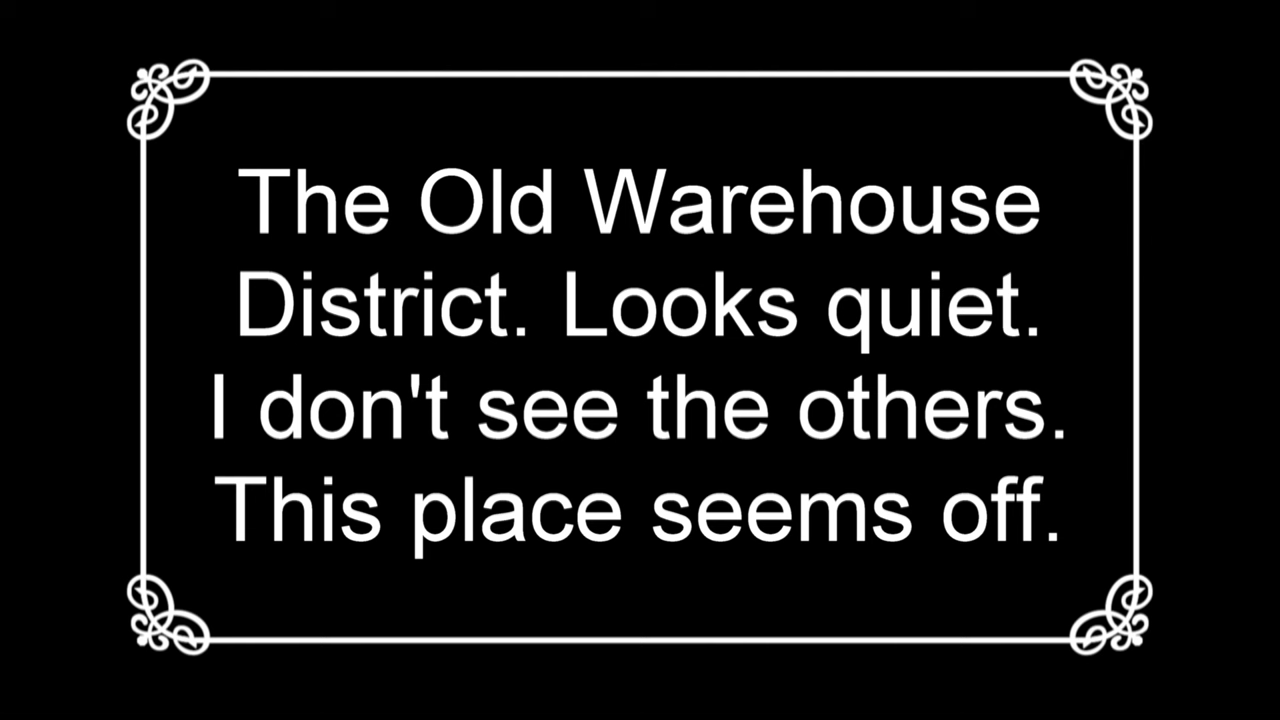 The Old Warehouse
District. Looks quiet.
I don't see the others.
This place seems off.